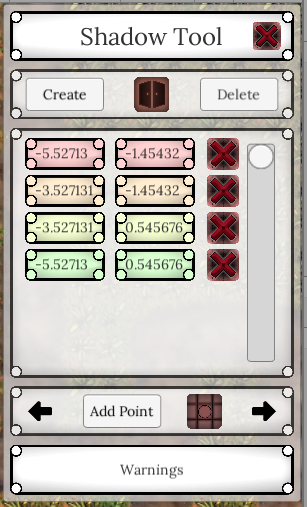 Shadow Tool
Create Delete
-5.52713 -1.45432
-3.527131 -1.45432
-3.527131 0.545676
-5.52713 0.545676
Add Point
Warnings